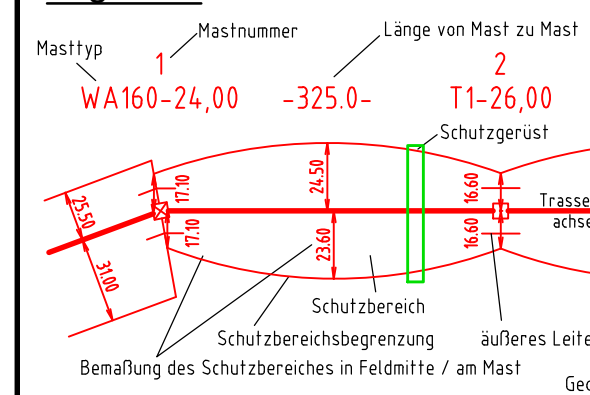 Mastnummer
Länge von Mast zu Mast
Masttyp
1
2
WA160-24,00
-325.0-
T1-26,00
Schutzgerüst
24.50
17.10
16.60
25.50
Trasse
achse
17.10
23.60
16.60
31.00
Schutzbereich
Schutzbereichsbegrenzung
äußeres Leite
Bemaßung des Schutzbereiches in Feldmitte / am Mast
Geo